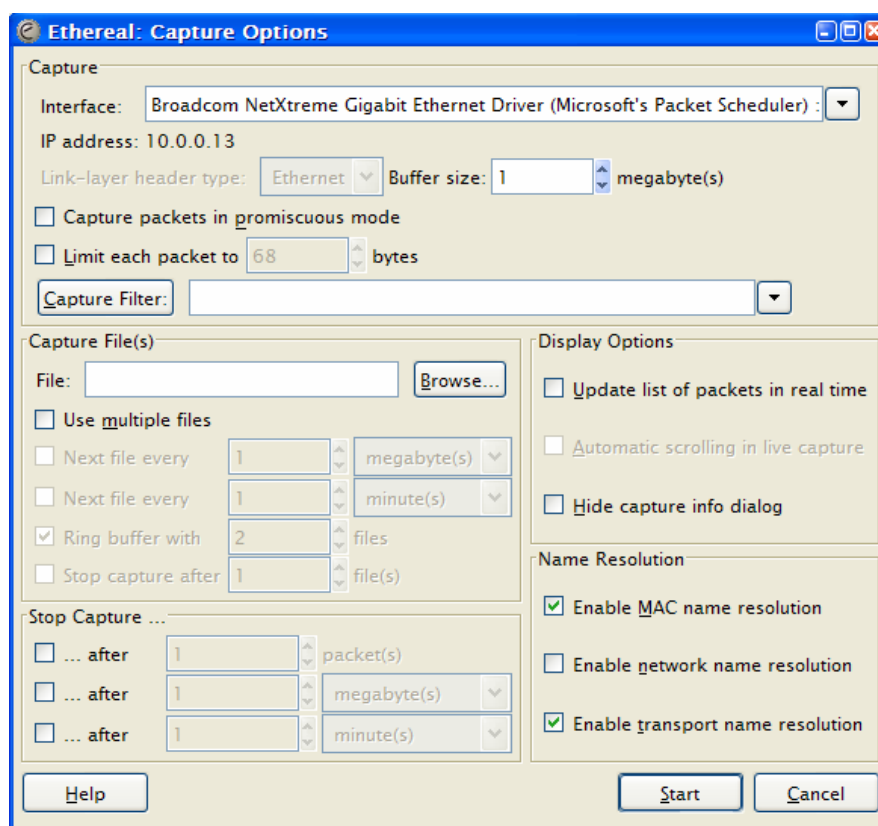 Ethereal: Capture Options
Capture
Interface: Broadcom NetXtreme Gigabit Ethernet Driver (Microsoft's Packet Scheduler) :
IP address: 10.0.0.13
Link-layer header type: Ethernet Buffer size: 1 megabyte(s)
Capture packets in promiscuous mode
Limit each packet to 68 bytes
Capture Filter:
Capture File(s)
File: Browse...
Use multiple files
Next file every 1 megabyte(s)
Next file every 1 minute(s)
Ring buffer with 2 files
Stop capture after 1 file(s)
Stop Capture ...
... after 1 packet(s)
... after 1 megabyte(s)
... after 1 minute(s)
Display Options
Update list of packets in real time
Automatic scrolling in live capture
Hide capture info dialog
Name Resolution
Enable MAC name resolution
Enable network name resolution
Enable transport name resolution
Help Start Cancel